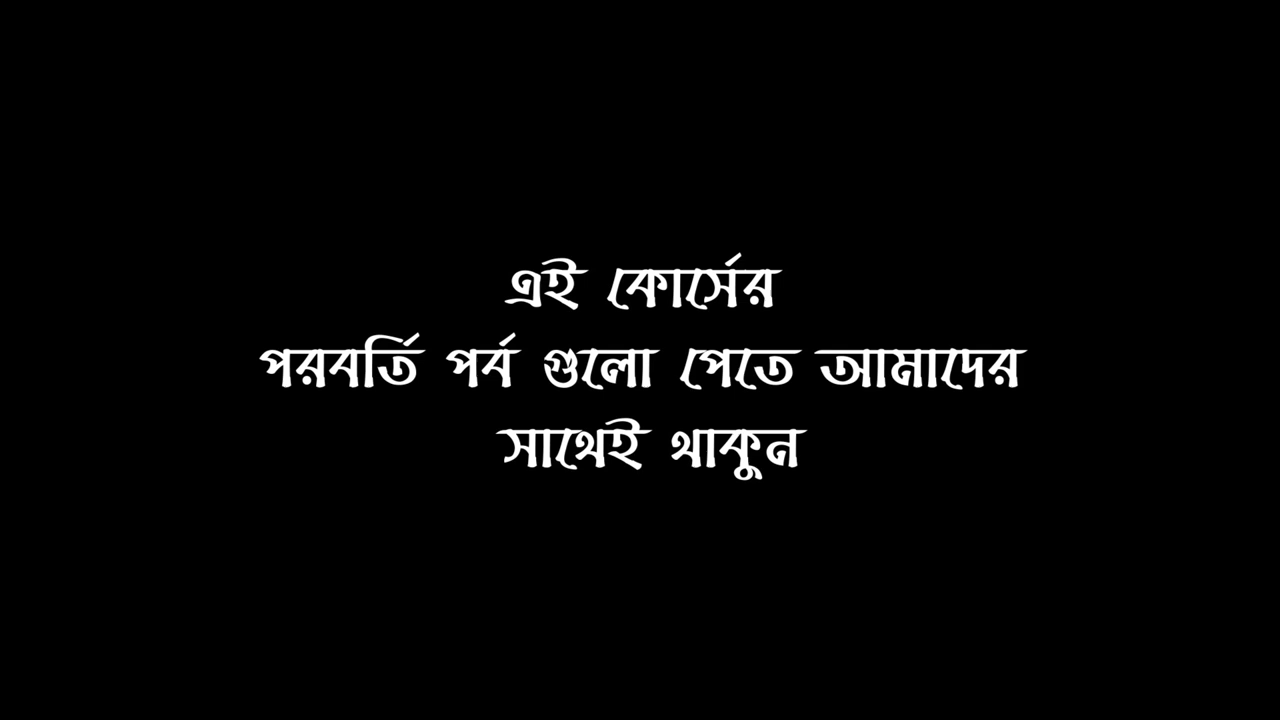 এই কোর্সের
পরবর্তি পর্ব গুলো পেতে আমাদের
সাথেই থাকুন